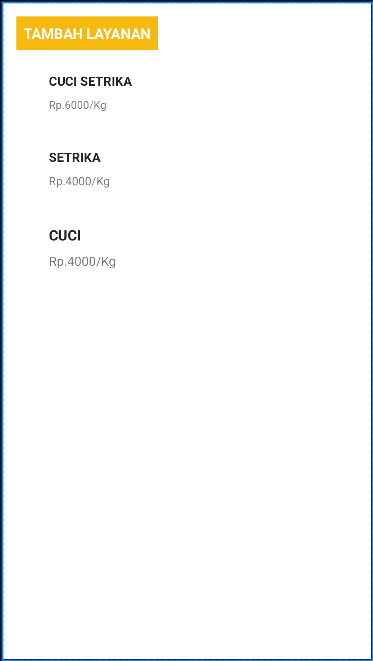 TAMBAH LAYANAN
CUCI SETRIKA
Rp.6000/Kg
SETRIKA
Rp.4000/Kg
CUCI
Rp.4000/Kg